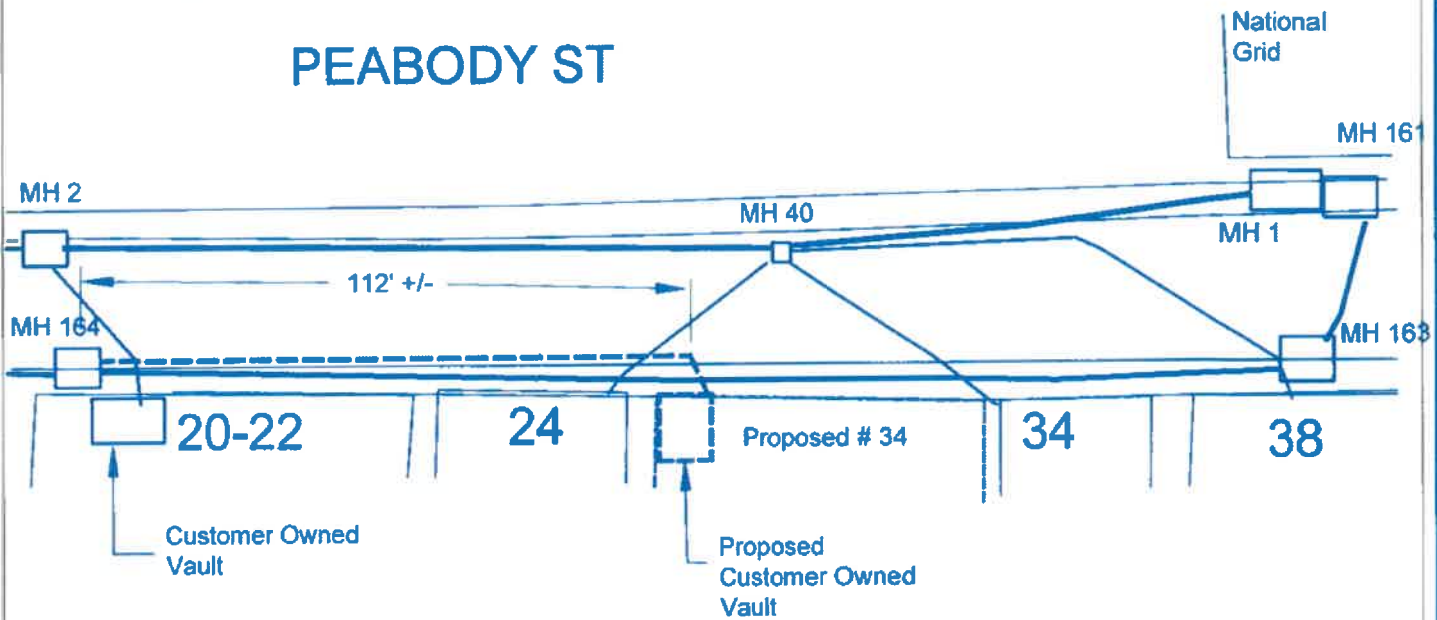 National
Grid
PEABODY ST
MH 161
MH 2
MH 40
MH 1
112' +/-
MH 164
MH 163
20-22
24
Proposed # 34
34
38
Customer Owned
Vault
Proposed
Customer Owned
Vault